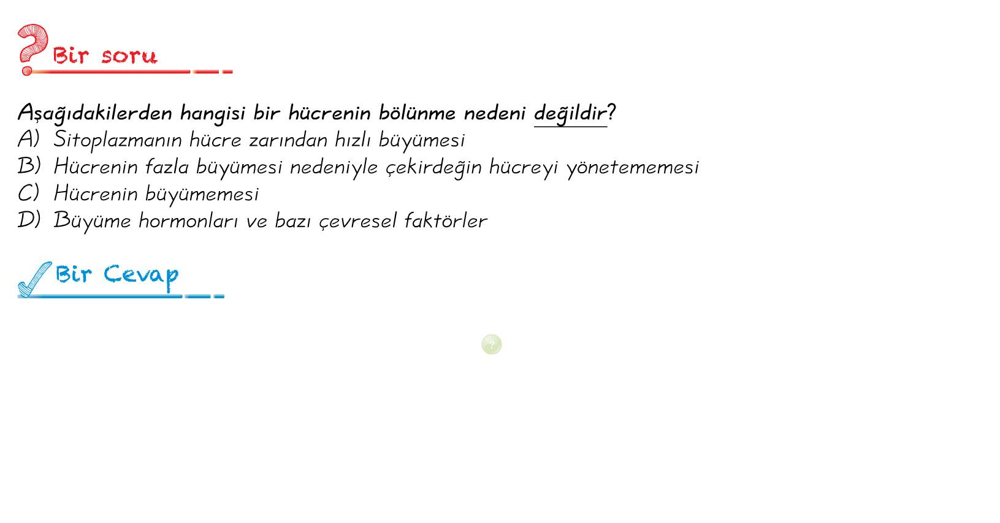 Bir soru
Aşağıdakilerden hangisi bir hücrenin bölünme nedeni değildir?
A) Sitoplazmanın hücre zarından hızlı büyümesi
B) Hücrenin fazla büyümesi nedeniyle çekirdeğin hücreyi yönetememesi
C) Hücrenin büyümemesi
D) Büyüme hormonları ve bazı çevresel faktörler
Bir Cevap
?